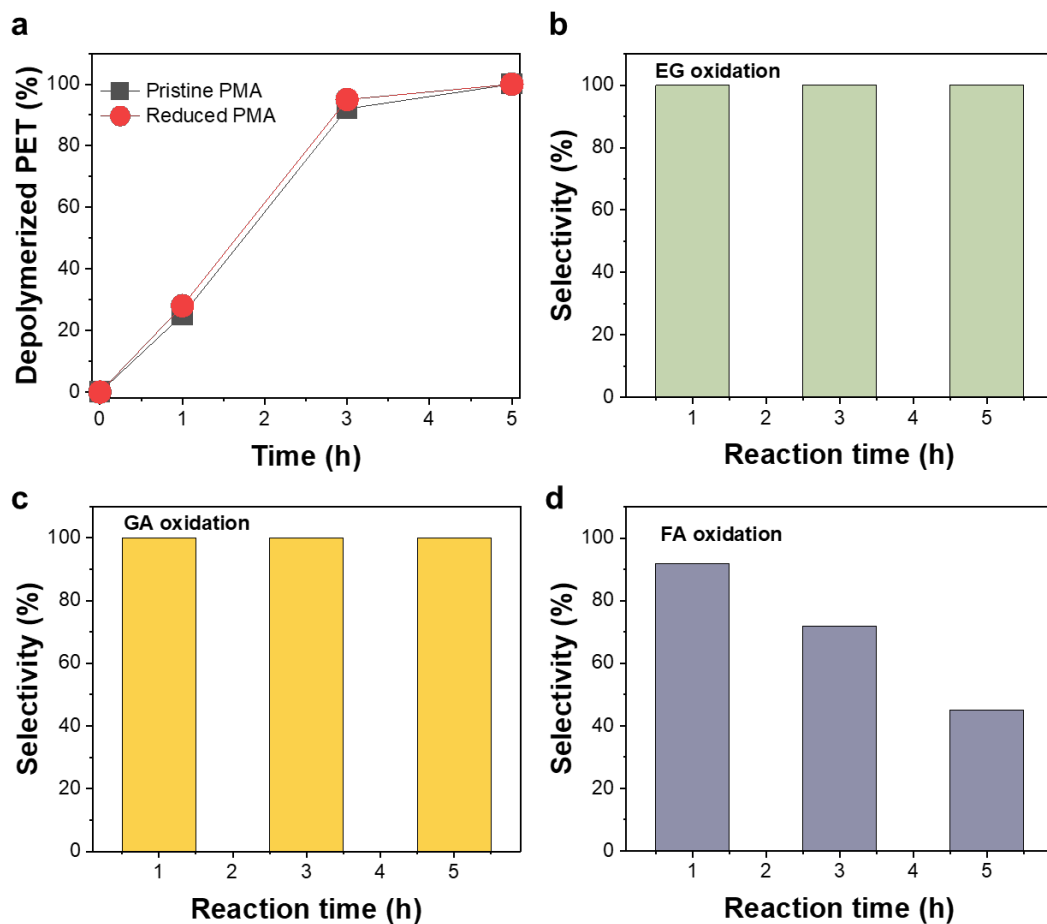 a
Depolymerized PET (%)
100
80
60
40
20
0
Pristine PMA
Reduced PMA
0 1 2 3 4 5
Time (h)
b
Selectivity (%)
100
80
60
40
20
0
EG oxidation
1 2 3 4 5
Reaction time (h)
c
Selectivity (%)
100
80
60
40
20
0
GA oxidation
1 2 3 4 5
Reaction time (h)
d
Selectivity (%)
100
80
60
40
20
0
FA oxidation
1 2 3 4 5
Reaction time (h)